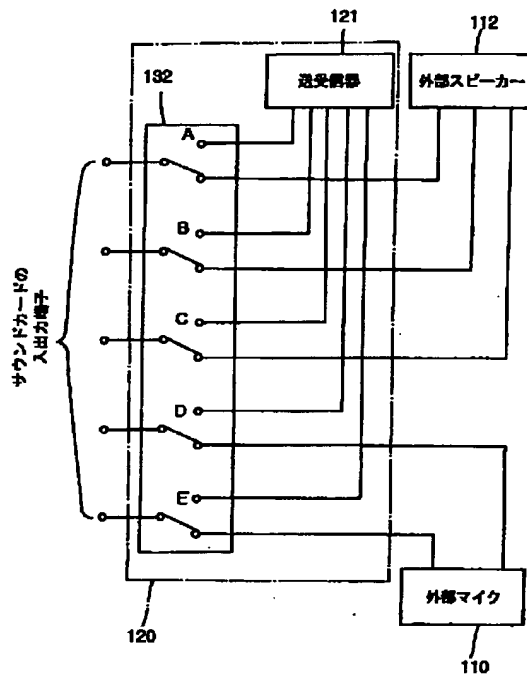 121
112
132
送受信器
外部スピーカー
A
B
C
D
E
サウンドカードの
入出力端子
外部マイク
120
110